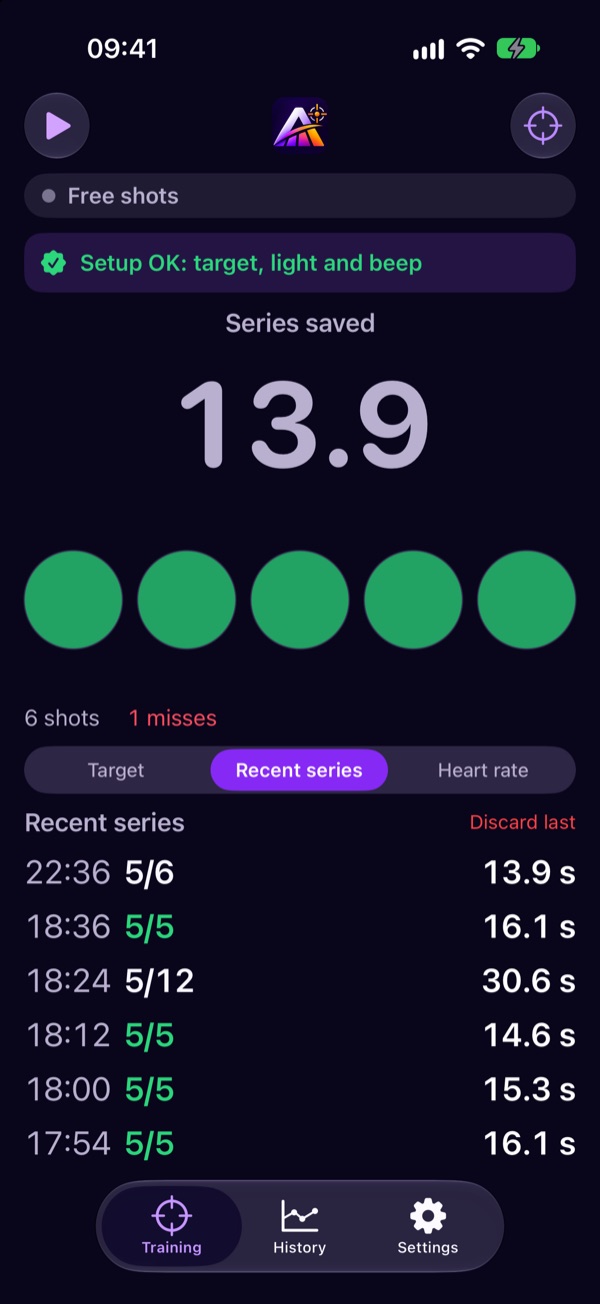 09:41
Free shots
Setup OK: target, light and beep
Series saved
13.9
6 shots 1 misses
Target Recent series Heart rate
Recent series Discard last
22:36 5/6 13.9 s
18:36 5/5 16.1 s
18:24 5/12 30.6 s
18:12 5/5 14.6 s
18:00 5/5 15.3 s
17:54 5/5 16.1 s
Training History Settings